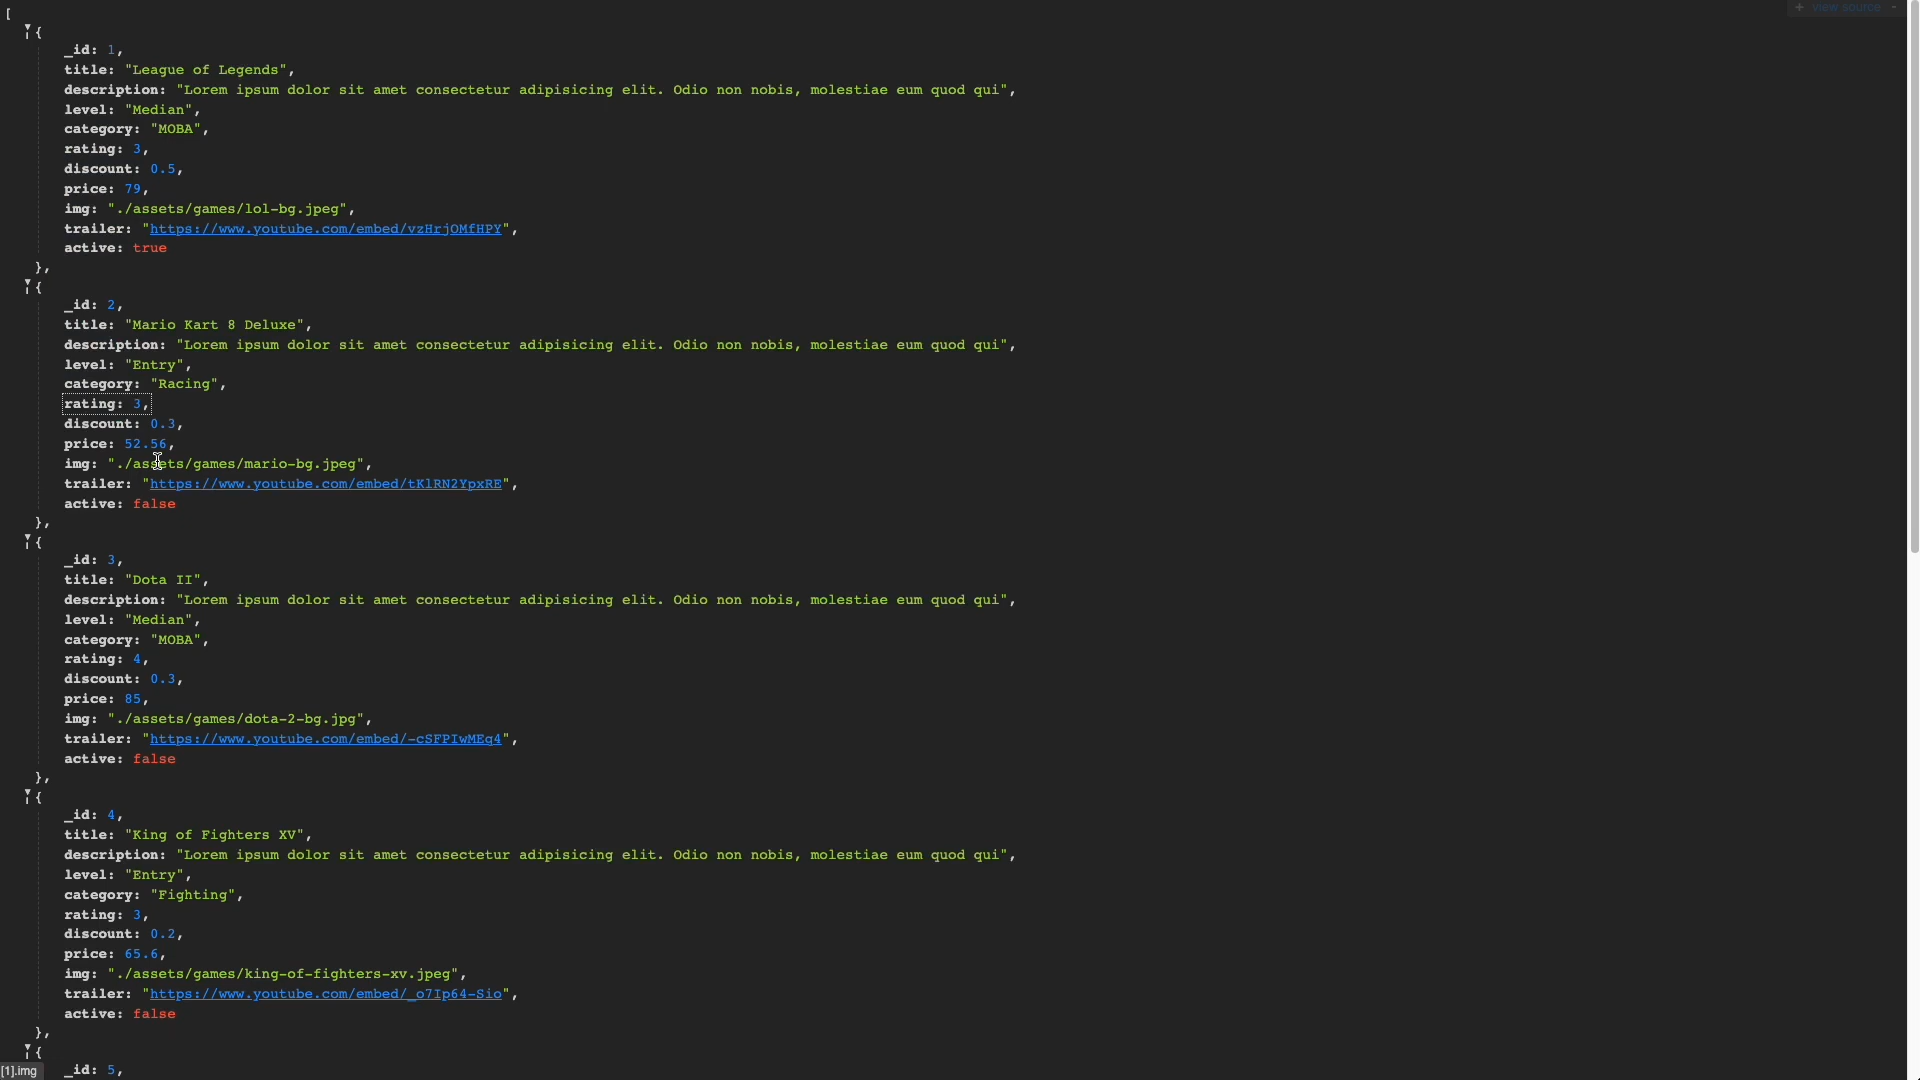 + view source -
[
{
_id: 1,
title: "League of Legends",
description: "Lorem ipsum dolor sit amet consectetur adipisicing elit. Odio non nobis, molestiae eum quod qui",
level: "Median",
category: "MOBA",
rating: 3,
discount: 0.5,
price: 79,
img: "./assets/games/lol-bg.jpeg",
trailer: "https://www.youtube.com/embed/vzHrjOMfHPY",
active: true
},
{
_id: 2,
title: "Mario Kart 8 Deluxe",
description: "Lorem ipsum dolor sit amet consectetur adipisicing elit. Odio non nobis, molestiae eum quod qui",
level: "Entry",
category: "Racing",
rating: 3,
discount: 0.3,
price: 52.56,
img: "./assets/games/mario-bg.jpeg",
trailer: "https://www.youtube.com/embed/tKlRN2YpxRE",
active: false
},
{
_id: 3,
title: "Dota II",
description: "Lorem ipsum dolor sit amet consectetur adipisicing elit. Odio non nobis, molestiae eum quod qui",
level: "Median",
category: "MOBA",
rating: 4,
discount: 0.3,
price: 85,
img: "./assets/games/dota-2-bg.jpg",
trailer: "https://www.youtube.com/embed/-cSFPIwMEq4",
active: false
},
{
_id: 4,
title: "King of Fighters XV",
description: "Lorem ipsum dolor sit amet consectetur adipisicing elit. Odio non nobis, molestiae eum quod qui",
level: "Entry",
category: "Fighting",
rating: 3,
discount: 0.2,
price: 65.6,
img: "./assets/games/king-of-fighters-xv.jpeg",
trailer: "https://www.youtube.com/embed/_o7Ip64-Sio",
active: false
},
{
_id: 5,
[1].img